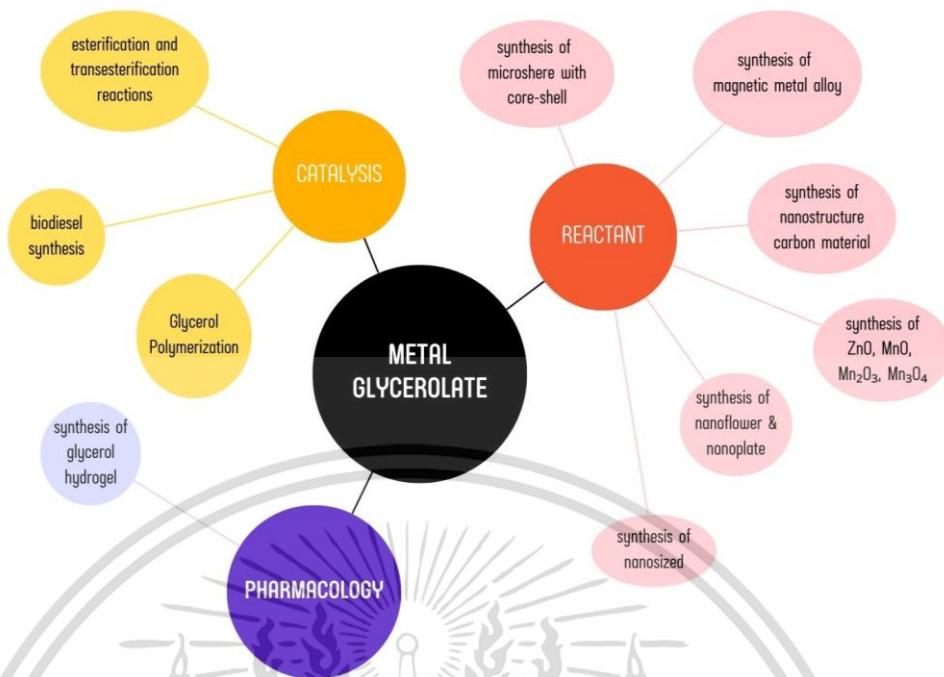 esterification and
transesterification
reactions
CATALYSIS
biodiesel
synthesis
Glycerol
Polymerization
synthesis of
microshere with
core-shell
synthesis of
magnetic metal alloy
REACTANT
synthesis of
nanostructure
carbon material
synthesis of
ZnO, MnO,
Mn₂O₃, Mn₃O₄
METAL
GLYCEROLATE
synthesis of
nanoflower &
nonoplate
synthesis of
nanosized
synthesis of
glycerol
hydrogel
PHARMACOLOGY